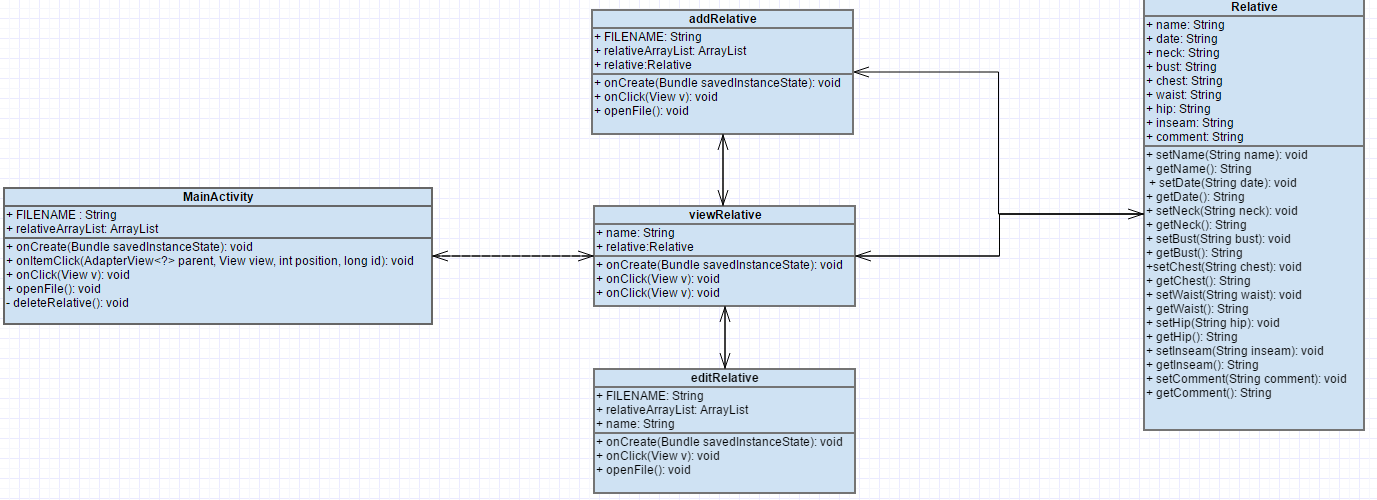 addRelative
+ FILENAME: String
+ relativeArrayList: ArrayList
+ relative:Relative
+ onCreate(Bundle savedInstanceState): void
+ onClick(View v): void
+ openFile(): void
MainActivity
+ FILENAME : String
+ relativeArrayList: ArrayList
+ onCreate(Bundle savedInstanceState): void
+ onItemClick(AdapterView<?> parent, View view, int position, long id): void
+ onClick(View v): void
+ openFile(): void
- deleteRelative(): void
viewRelative
+ name: String
+ relative:Relative
+ onCreate(Bundle savedInstanceState): void
+ onClick(View v): void
+ onClick(View v): void
editRelative
+ FILENAME: String
+ relativeArrayList: ArrayList
+ name: String
+ onCreate(Bundle savedInstanceState): void
+ onClick(View v): void
+ openFile(): void
Relative
+ name: String
+ date: String
+ neck: String
+ bust: String
+ chest: String
+ waist: String
+ hip: String
+ inseam: String
+ comment: String
+ setName(String name): void
+ getName(): String
+ setDate(String date): void
+ getDate(): String
+ setNeck(String neck): void
+ getNeck(): String
+ setBust(String bust): void
+ getBust(): String
+setChest(String chest): void
+ getChest(): String
+ setWaist(String waist): void
+ getWaist(): String
+ setHip(String hip): void
+ getHip(): String
+ setInseam(String inseam): void
+ getInseam(): String
+ setComment(String comment): void
+ getComment(): String